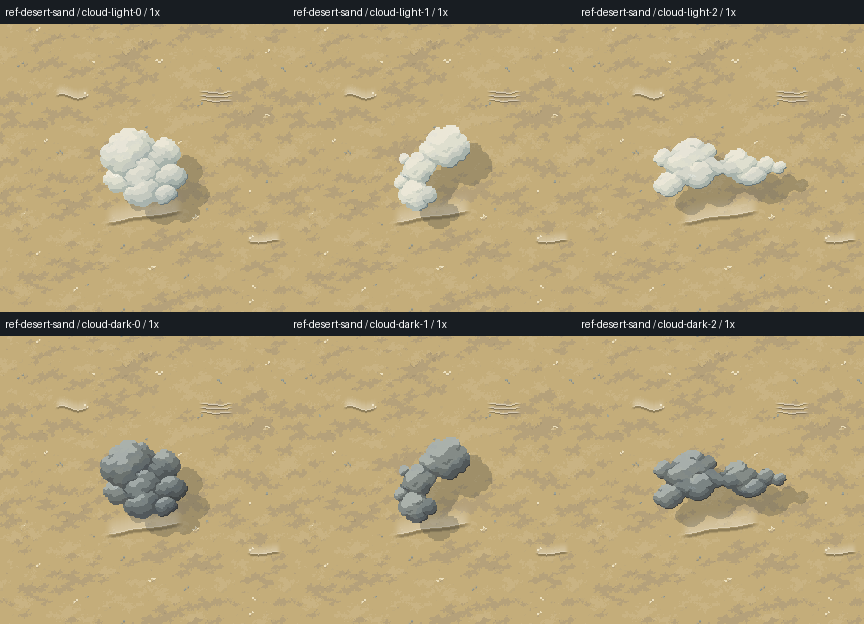 ref-desert-sand / cloud-light-0 / 1x
ref-desert-sand / cloud-light-1 / 1x
ref-desert-sand / cloud-light-2 / 1x
ref-desert-sand / cloud-dark-0 / 1x
ref-desert-sand / cloud-dark-1 / 1x
ref-desert-sand / cloud-dark-2 / 1x